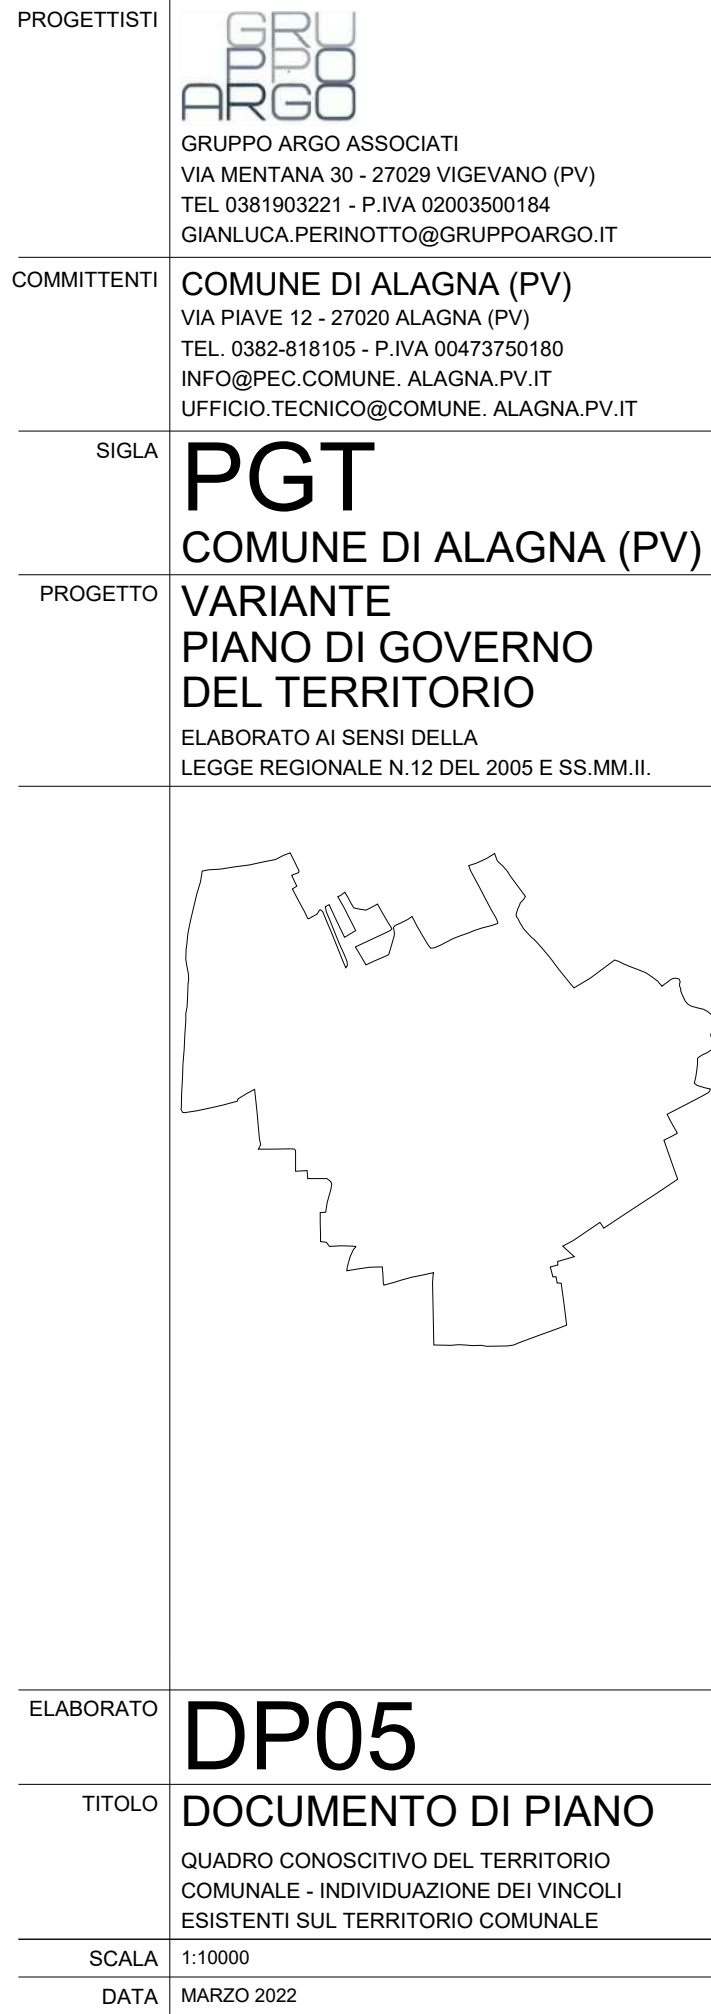 PROGETTISTI
GRU
PPO
ARGO
GRUPPO ARGO ASSOCIATI
VIA MENTANA 30 - 27029 VIGEVANO (PV)
TEL 0381903221 - P.IVA 02003500184
GIANLUCA.PERINOTTO@GRUPPOARGO.IT
COMMITTENTI
COMUNE DI ALAGNA (PV)
VIA PIAVE 12 - 27020 ALAGNA (PV)
TEL. 0382-818105 - P.IVA 00473750180
INFO@PEC.COMUNE. ALAGNA.PV.IT
UFFICIO.TECNICO@COMUNE. ALAGNA.PV.IT
SIGLA
PGT
COMUNE DI ALAGNA (PV)
PROGETTO
VARIANTE
PIANO DI GOVERNO
DEL TERRITORIO
ELABORATO AI SENSI DELLA
LEGGE REGIONALE N.12 DEL 2005 E SS.MM.II.
ELABORATO
DP05
TITOLO
DOCUMENTO DI PIANO
QUADRO CONOSCITIVO DEL TERRITORIO
COMUNALE - INDIVIDUAZIONE DEI VINCOLI
ESISTENTI SUL TERRITORIO COMUNALE
SCALA
1:10000
DATA
MARZO 2022